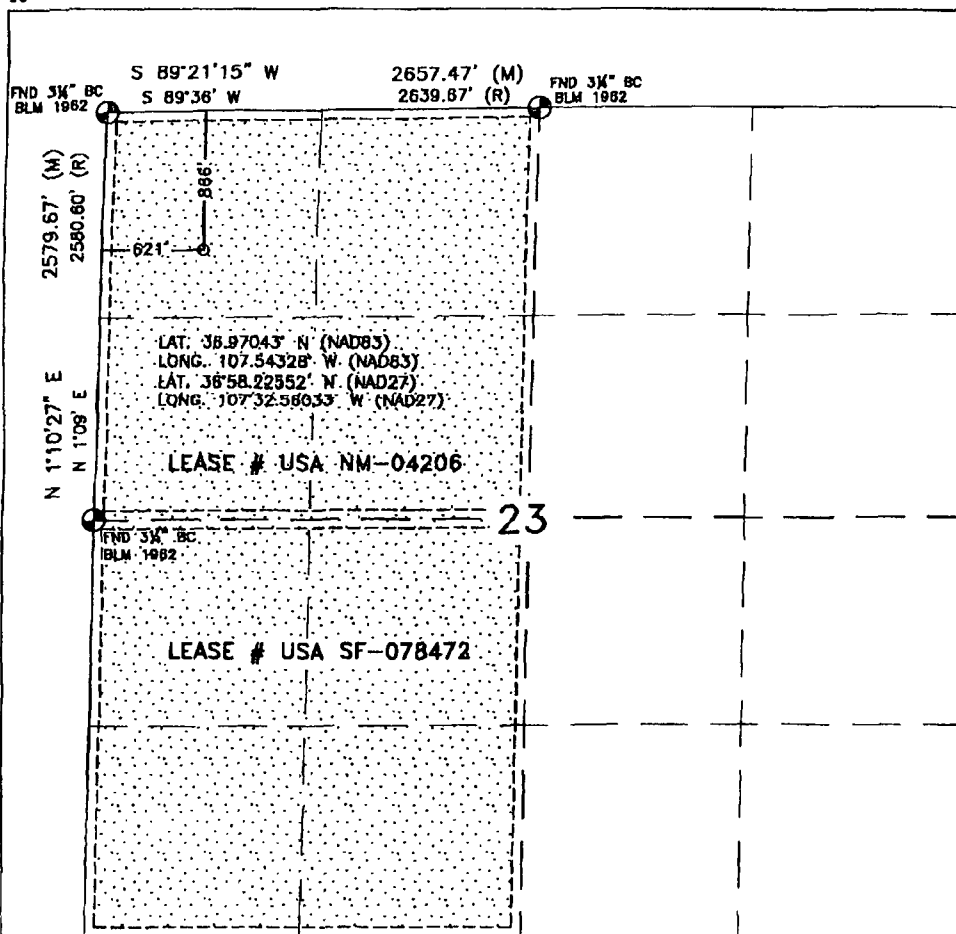 S 89°21'15" W 2657.47' (M)
S 89°36' W 2639.67' (R)
FND 3¼" BC
BLM 1962
FND 3¼" BC
BLM 1962
2579.67' (M)
2580.60' (R)
866'
621'
LAT. 36.97043° N (NAD83)
LONG. 107.54328° W (NAD83)
LAT. 36°58.22552' N (NAD27)
LONG. 107°32.56033' W (NAD27)
N 1°10'27" E
N 1°09' E
LEASE # USA NM-04206
23
FND 3¼" BC
BLM 1962
LEASE # USA SF-078472